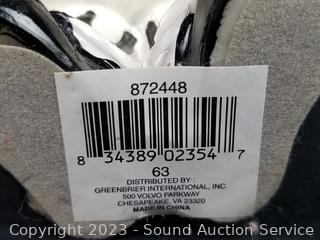 872448
8 34389 02354 7
63
DISTRIBUTED BY :
GREENBRIER INTERNATIONAL, INC.
500 VOLVO PARKWAY
CHESAPEAKE, VA 23320
MADE IN CHINA
Copyright 2023 - Sound Auction Service